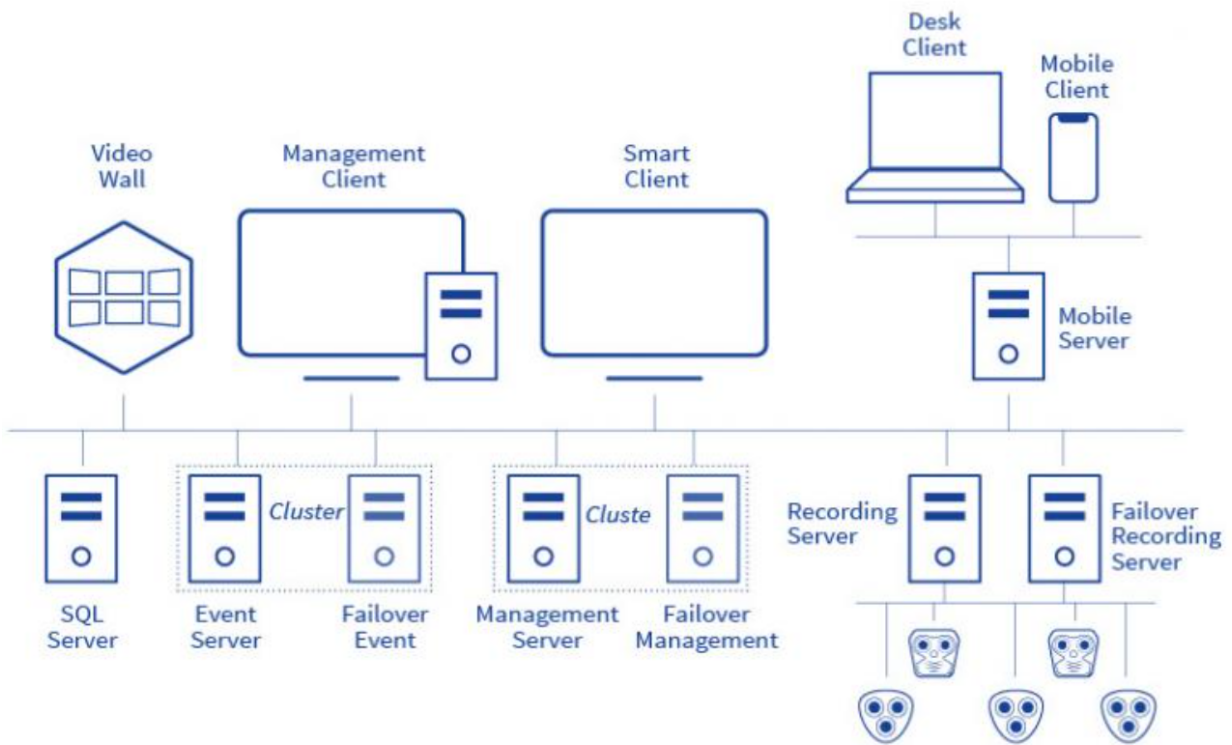 Desk
Client
Mobile
Client
Video
Wall
Management
Client
Smart
Client
Mobile
Server
Cluster
Cluste
Recording
Server
Failover
Recording
Server
SQL
Server
Event
Server
Failover
Event
Management
Server
Failover
Management